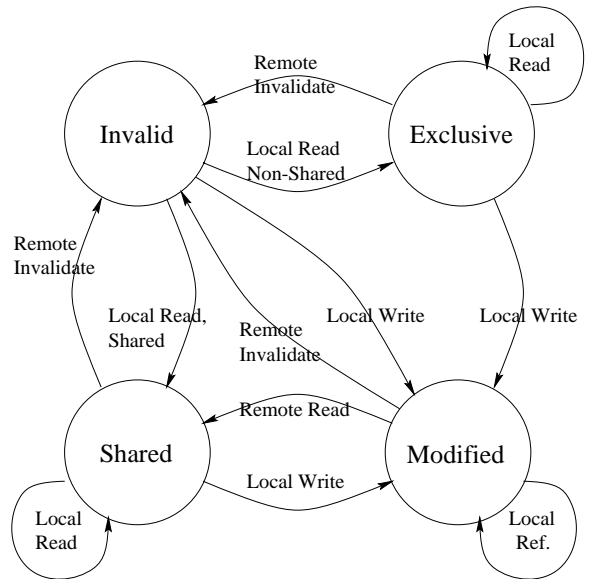 Local
Read
Remote
Invalidate
Invalid
Exclusive
Local Read
Non-Shared
Remote
Invalidate
Local Read,
Shared
Local Write
Local Write
Remote
Invalidate
Remote Read
Shared
Modified
Local Write
Local
Read
Local
Ref.